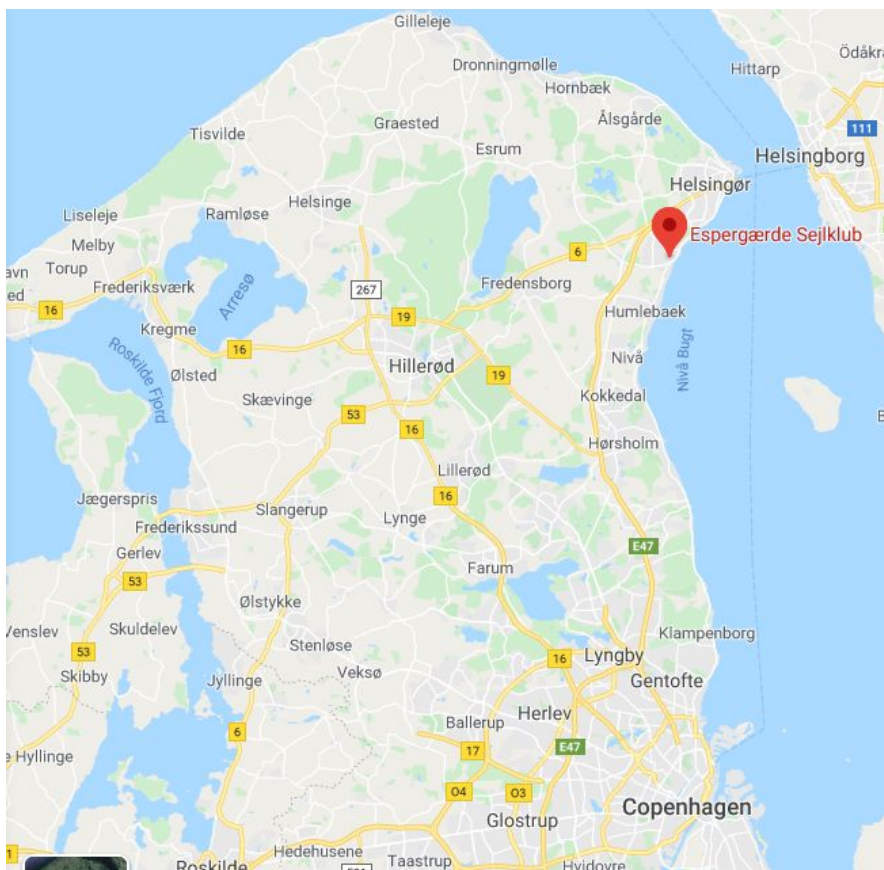 Gilleleje
Dronningmølle
Hittarp
Ödåkra
Hornbæk
Tisvilde
Graested
Ålsgårde
111
Esrum
Helsingborg
Helsinge
Helsingør
Liseleje
Ramløse
Espergærde Sejlklub
Melby
Torup
6
Frederiksværk
Arresø
267
Fredensborg
16
19
Humlebaek
Kregme
16
Roskilde Fjord
Hillerød
Nivå
Nivå Bugt
Ølsted
19
Skævinge
Kokkedal
53
16
Hørsholm
Lillerød
Jægerspris
16
Slangerup
Lynge
Frederikssund
E47
Gerlev
Farum
53
Ølstykke
Skuldelev
Klampenborg
Stenløse
53
16
Lyngby
Skibby
Veksø
Jyllinge
Gentofte
Herlev
6
Ballerup
17
E47
O4
O3
Copenhagen
Glostrup
Hedehusene
Taastrup
Roskilde
Hvidovre